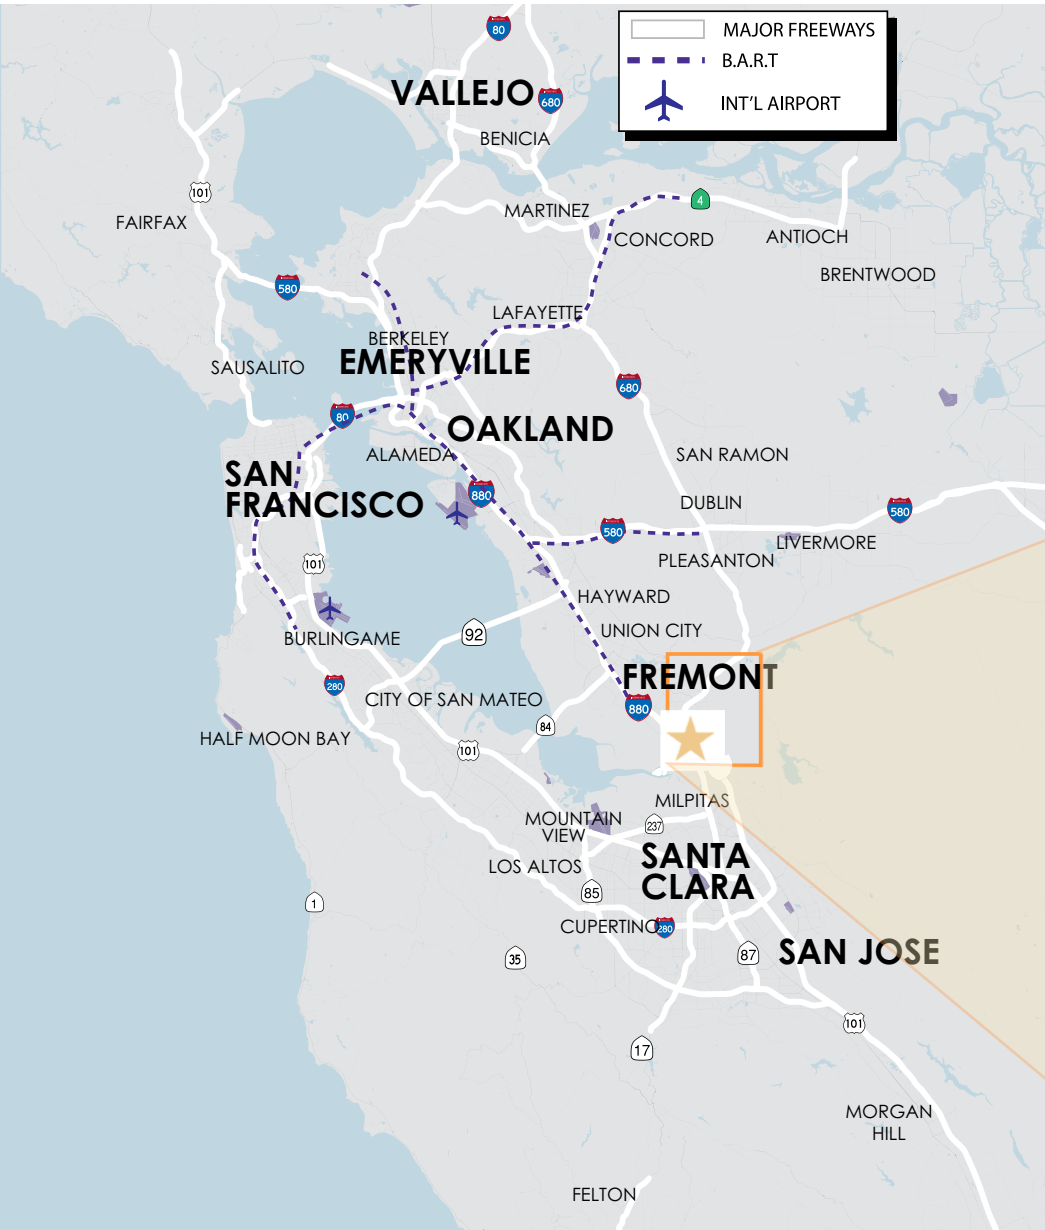 MAJOR FREEWAYS
B.A.R.T
INT'L AIRPORT
80
VALLEJO
680
BENICIA
101
FAIRFAX
MARTINEZ
4
CONCORD
ANTIOCH
BRENTWOOD
580
LAFAYETTE
BERKELEY
EMERYVILLE
SAUSALITO
680
80
OAKLAND
ALAMEDA
SAN RAMON
SAN
FRANCISCO
880
DUBLIN
580
580
LIVERMORE
PLEASANTON
101
HAYWARD
BURLINGAME
92
UNION CITY
FREMONT
280
CITY OF SAN MATEO
880
84
HALF MOON BAY
101
MILPITAS
MOUNTAIN
VIEW
237
SANTA
CLARA
LOS ALTOS
85
1
CUPERTINO
280
35
87
SAN JOSE
101
17
MORGAN
HILL
FELTON